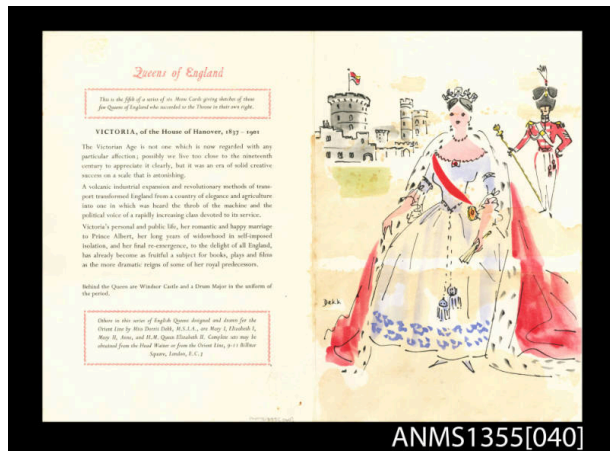 Queens of England
This is the fifth of a series of six Menu Cards giving sketches of those
few Queens of England who succeeded to the Throne in their own right.
VICTORIA, of the House of Hanover, 1837 – 1901
The Victorian Age is not one which is now regarded with any
particular affection; possibly we live too close to the nineteenth
century to appreciate it clearly, but it was an era of solid creative
success on a scale that is astonishing.
A volcanic industrial expansion and revolutionary methods of trans-
port transformed England from a country of elegance and agriculture
into one in which was heard the throb of the machine and the
political voice of a rapidly increasing class devoted to its service.
Victoria's personal and public life, her romantic and happy marriage
to Prince Albert, her long years of widowhood in self-imposed
isolation, and her final re-emergence, to the delight of all England,
has already become as fruitful a subject for books, plays and films
as the more dramatic reigns of some of her royal predecessors.
Behind the Queen are Windsor Castle and a Drum Major in the uniform of
the period.
Others in this series of English Queens designed and drawn for the
Orient Line by Miss Dorrit Dekk, M.S.I.A., are Mary I, Elizabeth I,
Mary II, Anne, and H.M. Queen Elizabeth II. Complete sets may be
obtained from the Head Waiter or from the Orient Line, 9-11 Billiter
Square, London, E.C.3
Dekk
ANMS1355[040]